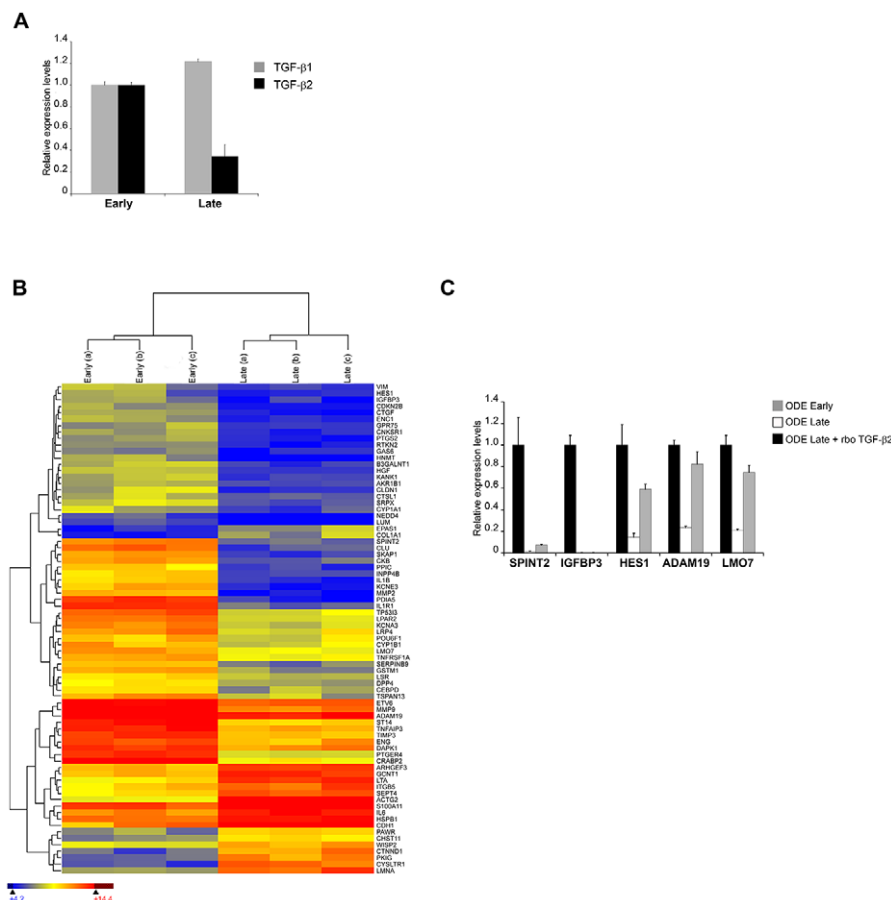 A
1.4
1.2
1.0
0.8
0.6
0.4
0.2
0
Relative expression levels
Early
Late
TGF-β1
TGF-β2
B
Early (a)
Early (b)
Early (c)
Late (a)
Late (b)
Late (c)
VIM
HES1
IGFBP3
CDKN2B
CTGF
ENC1
GPR75
CNKSR1
PTGS2
RTKN2
GAS6
HNMT
B3GALNT1
HGF
KANK1
AKR1B1
CLDN1
CTSL1
SRPX
CYP1A1
NEDD4
LUM
EPAS1
COL1A1
SPINT2
CLU
SKAP1
CKB
PPIC
INPP4B
IL1B
KCNE3
MMP2
PDIA5
IL1R1
TP53I3
LPAR2
KCNA3
LRP4
POU6F1
CYP1B1
LMO7
TNFRSF1A
SERPINB9
GSTM1
LSR
DPP4
CEBPD
TSPAN13
ETV6
MMP9
ADAM19
ST14
TNFAIP3
TIMP3
ENG
DAPK1
PTGER4
CRABP2
ARHGEF3
GCNT1
LTA
ITGB5
SEPT4
ACTG2
S100A11
IL6
HSPB1
CDH1
PAWR
CHST11
WISP2
CTNND1
PKIG
CYSLTR1
LMNA
+4.2
+14.4
C
1.4
1.2
1.0
0.8
0.6
0.4
0.2
0
Relative expression levels
SPINT2
IGFBP3
HES1
ADAM19
LMO7
ODE Early
ODE Late
ODE Late + rbo TGF-β2